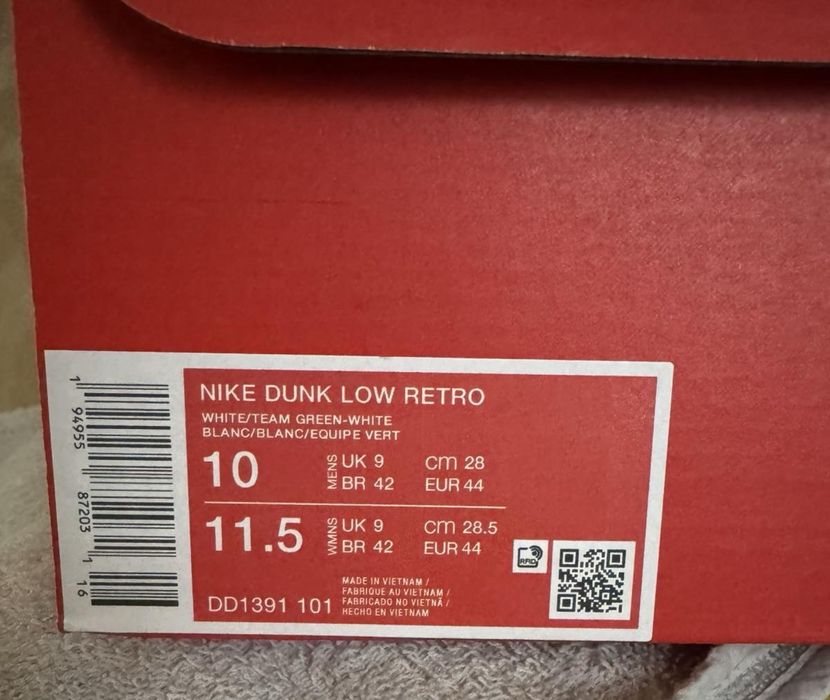 1
94955
87203
1
16
NIKE DUNK LOW RETRO
WHITE/TEAM GREEN-WHITE
BLANC/BLANC/EQUIPE VERT
10 MENS UK 9 cm 28
BR 42 EUR 44
11.5 WMNS UK 9 cm 28.5
BR 42 EUR 44
RFID
DD1391 101
MADE IN VIETNAM /
FABRIQUE AU VIETNAM /
FABRICADO NO VIETNÃ /
HECHO EN VIETNAM